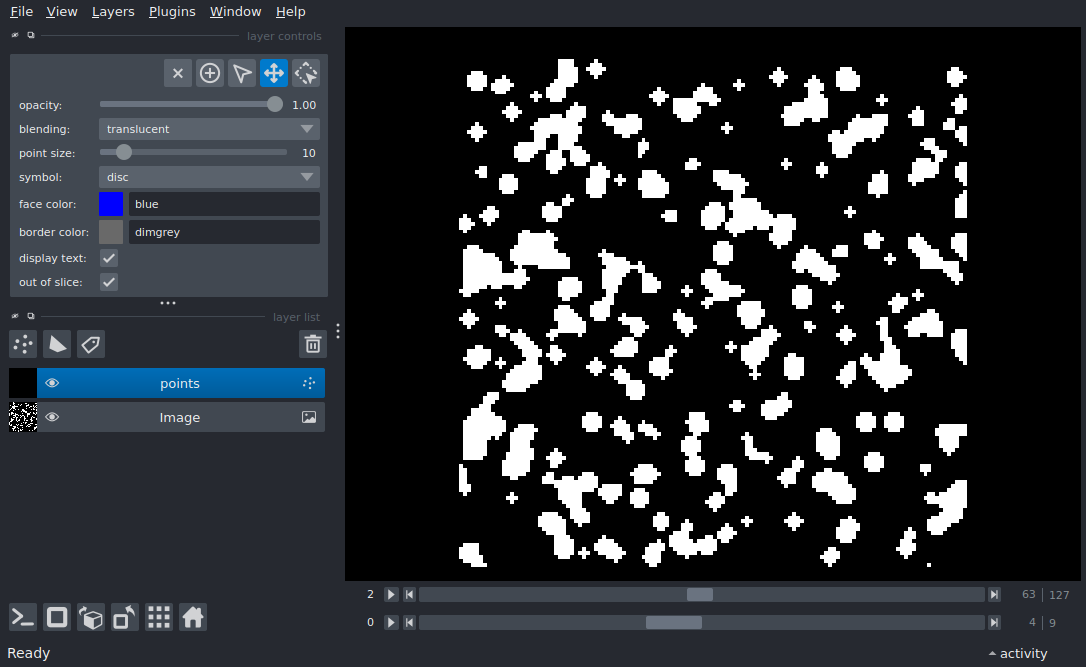 File View Layers Plugins Window Help
layer controls
opacity: 1.00
blending: translucent
point size: 10
symbol: disc
face color: blue
border color: dimgrey
display text:
out of slice:
layer list
points
Image
2 63 127
0 4 9
Ready activity